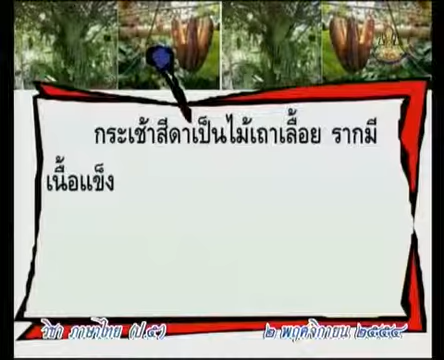 กระเช้าสีดาเป็นไม้เถาเลื้อย รากมี
เนื้อแข็ง
วิชา ภาษาไทย (ป.๕)
๒ พฤศจิกายน ๒๕๕๔